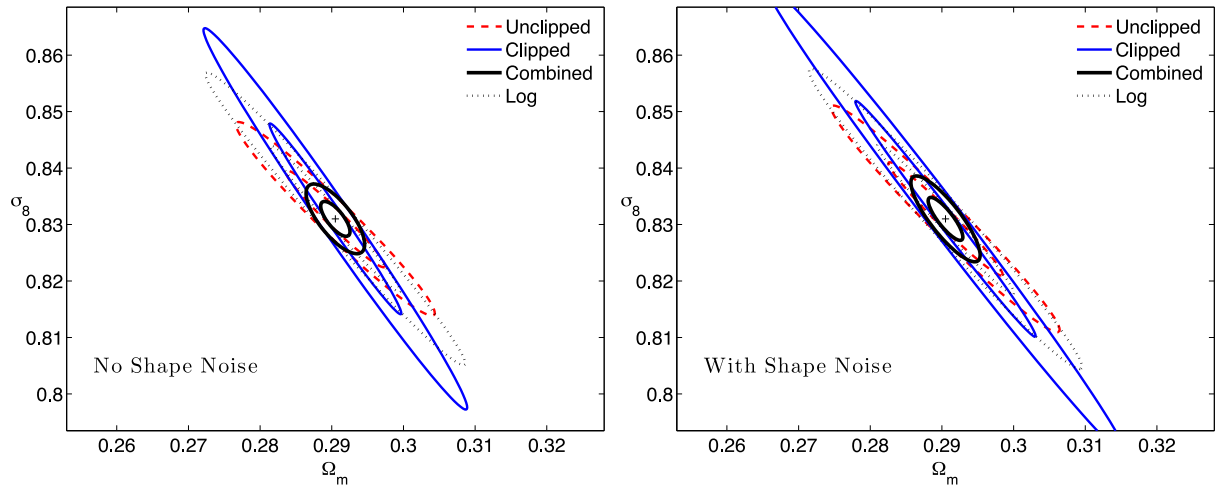 Unclipped
Clipped
Combined
Log
0.86
0.85
0.84
σ8
0.83
0.82
0.81
0.8
No Shape Noise
0.26 0.27 0.28 0.29 0.3 0.31 0.32
Ωm
Unclipped
Clipped
Combined
Log
0.86
0.85
0.84
σ8
0.83
0.82
0.81
0.8
With Shape Noise
0.26 0.27 0.28 0.29 0.3 0.31 0.32
Ωm